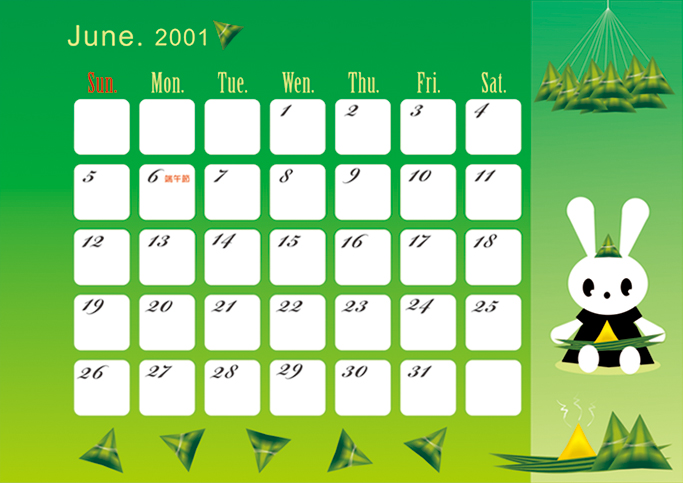 June. 2001
Sun. Mon. Tue. Wen. Thu. Fri. Sat.
1 2 3 4
5 6 端午節 7 8 9 10 11
12 13 14 15 16 17 18
19 20 21 22 23 24 25
26 27 28 29 30 31